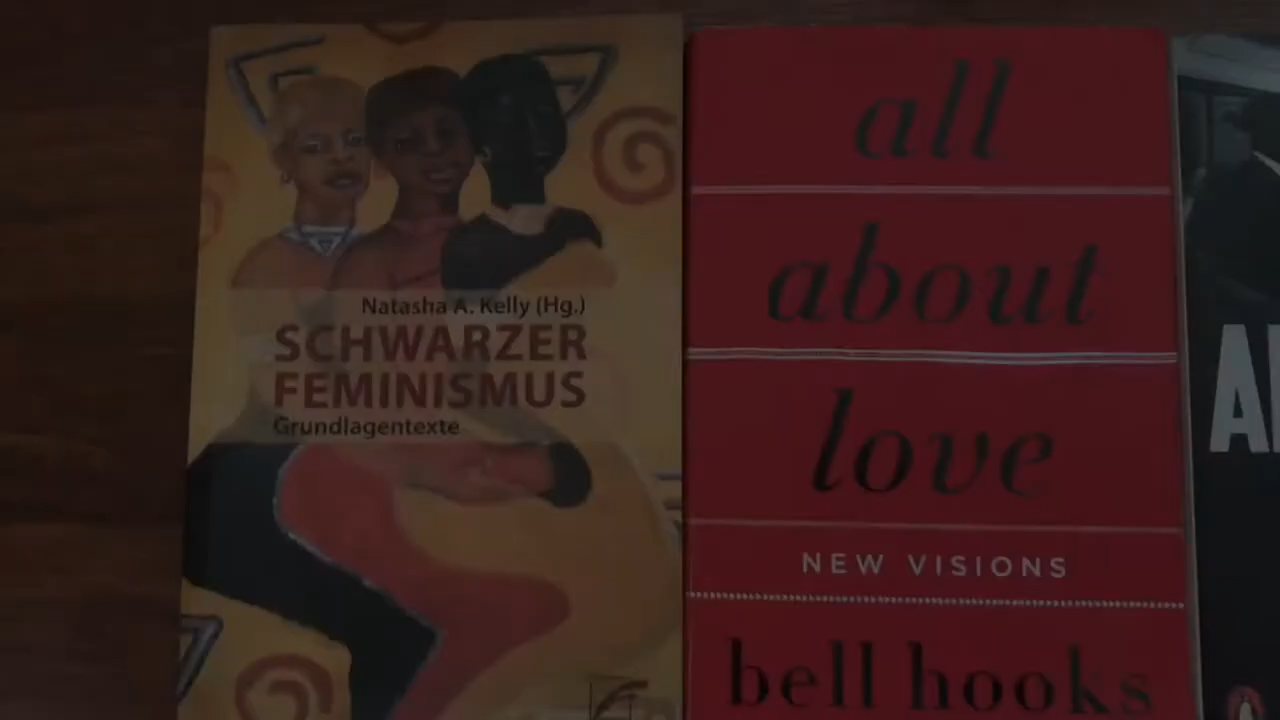 Natasha A. Kelly (Hg.)
SCHWARZER
FEMINISMUS
Grundlagentexte
all
about
love
NEW VISIONS
bell hooks